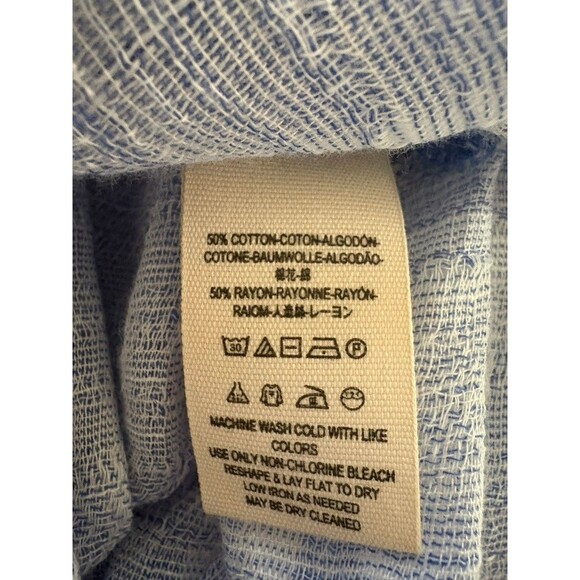 50% COTTON-COTON-ALGODÓN-
COTONE-BAUMWOLLE-ALGODÃO-
棉花-綿
50% RAYON-RAYONNE-RAYÓN-
RAIOM-人造絲-レーヨン
30 P
MACHINE WASH COLD WITH LIKE
COLORS
USE ONLY NON-CHLORINE BLEACH
RESHAPE & LAY FLAT TO DRY
LOW IRON AS NEEDED
MAY BE DRY CLEANED